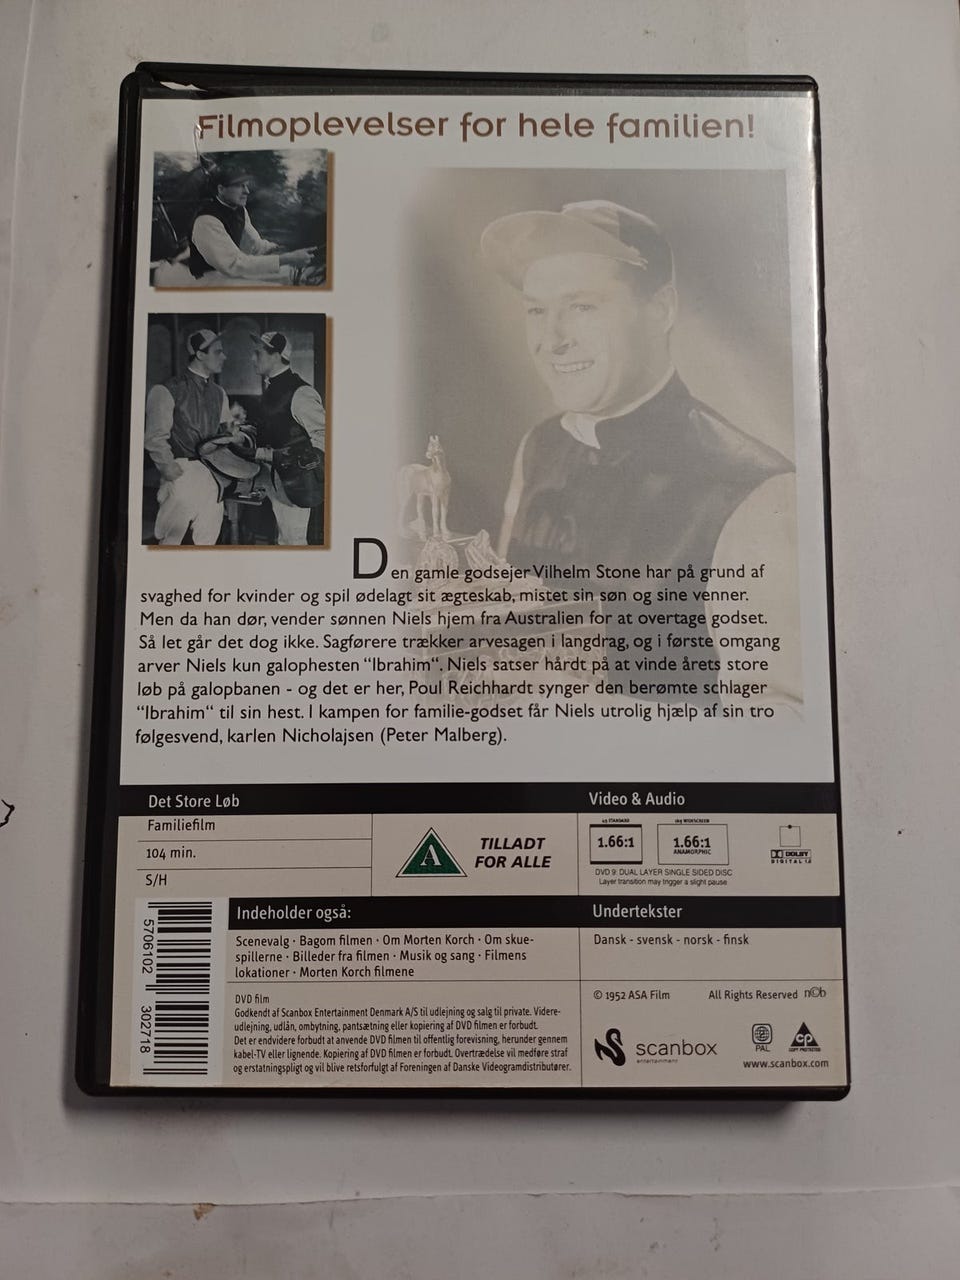 Filmoplevelser for hele familien!
Den gamle godsejer Vilhelm Stone har på grund af
svaghed for kvinder og spil ødelagt sit ægteskab, mistet sin søn og sine venner.
Men da han dør, vender sønnen Niels hjem fra Australien for at overtage godset.
Så let går det dog ikke. Sagførere trækker arvesagen i langdrag, og i første omgang
arver Niels kun galophesten "Ibrahim". Niels satser hårdt på at vinde årets store
løb på galopbanen - og det er her, Poul Reichhardt synger den berømte schlager
"Ibrahim" til sin hest. I kampen for familie-godset får Niels utrolig hjælp af sin tro
følgesvend, karlen Nicholajsen (Peter Malberg).
Det Store Løb
Familiefilm
104 min.
S/H
A
TILLADT
FOR ALLE
Video & Audio
4:3 STANDARD
1.66:1
16:9 WIDESCREEN
1.66:1
ANAMORPHIC
DVD 9: DUAL LAYER SINGLE SIDED DISC
Layer transition may trigger a slight pause
DOLBY
DIGITAL
5706102 302718
Indeholder også:
Scenevalg · Bagom filmen · Om Morten Korch · Om skue-
spillerne · Billeder fra filmen · Musik og sang · Filmens
lokationer · Morten Korch filmene
DVD film
Godkendt af Scanbox Entertainment Denmark A/S til udlejning og salg til private. Videre-
udlejning, udlån, ombytning, pantsætning eller kopiering af DVD filmen er forbudt.
Det er endvidere forbudt at anvende DVD filmen til offentlig forevisning, herunder gennem
kabel-TV eller lignende. Kopiering af DVD filmen er forbudt. Overtrædelse vil medføre straf
og erstatningspligt og vil blive retsforfulgt af Foreningen af Danske Videogramdistributører.
Undertekster
Dansk - svensk - norsk - finsk
© 1952 ASA Film
All Rights Reserved
n©b
scanbox
entertainment
PAL
CP
COPY PROTECTED
www.scanbox.com